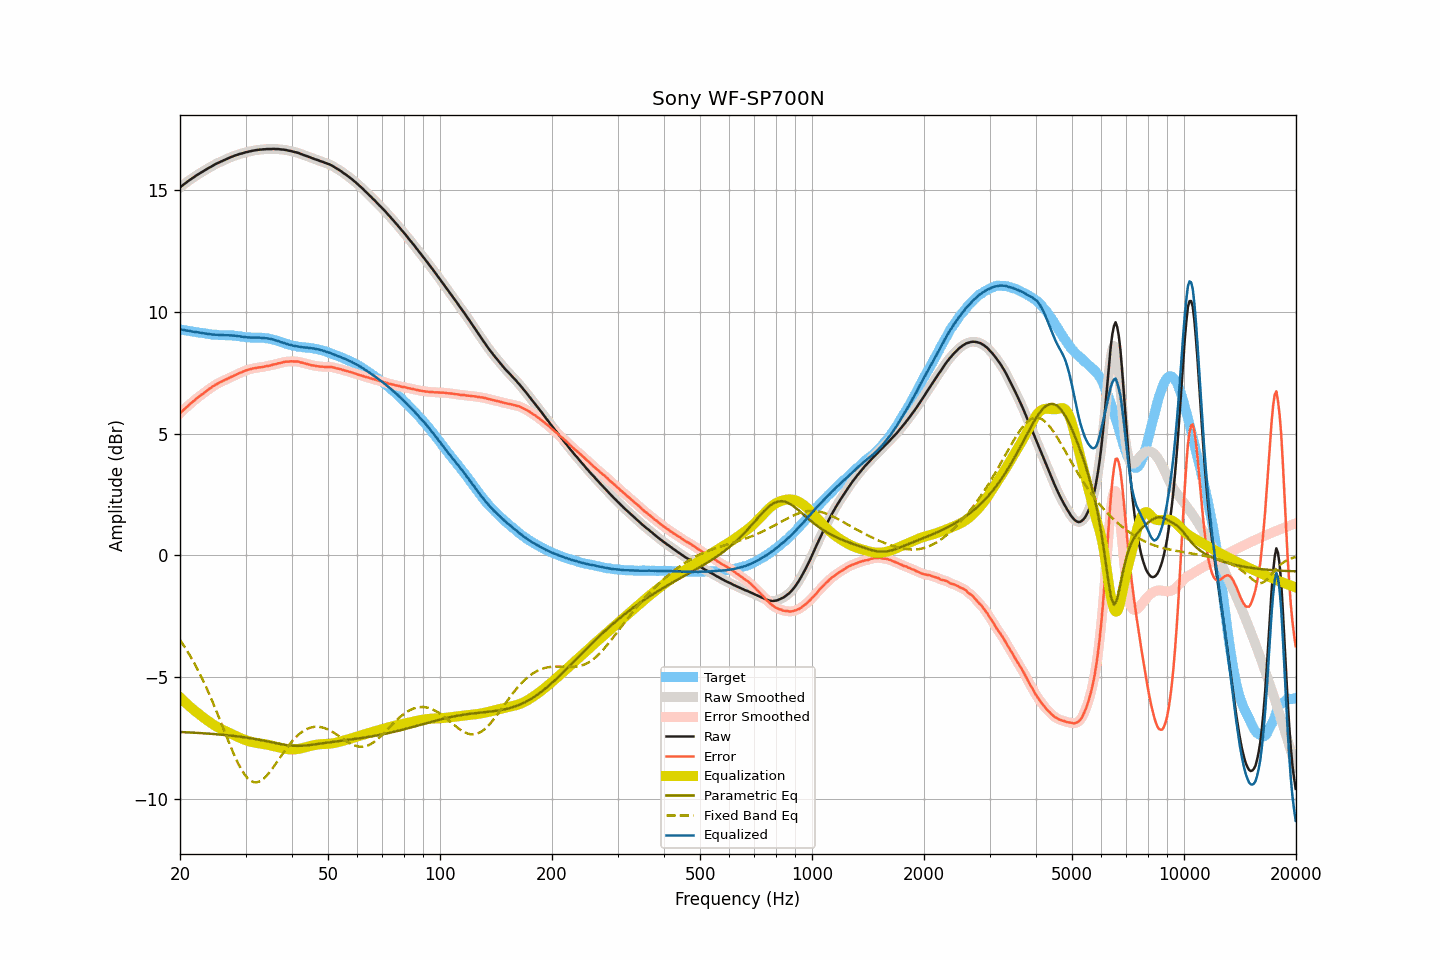 Sony WF-SP700N
Amplitude (dBr)
15
10
5
0
−5
−10
Target
Raw Smoothed
Error Smoothed
Raw
Error
Equalization
Parametric Eq
Fixed Band Eq
Equalized
20 50 100 200 500 1000 2000 5000 10000 20000
Frequency (Hz)